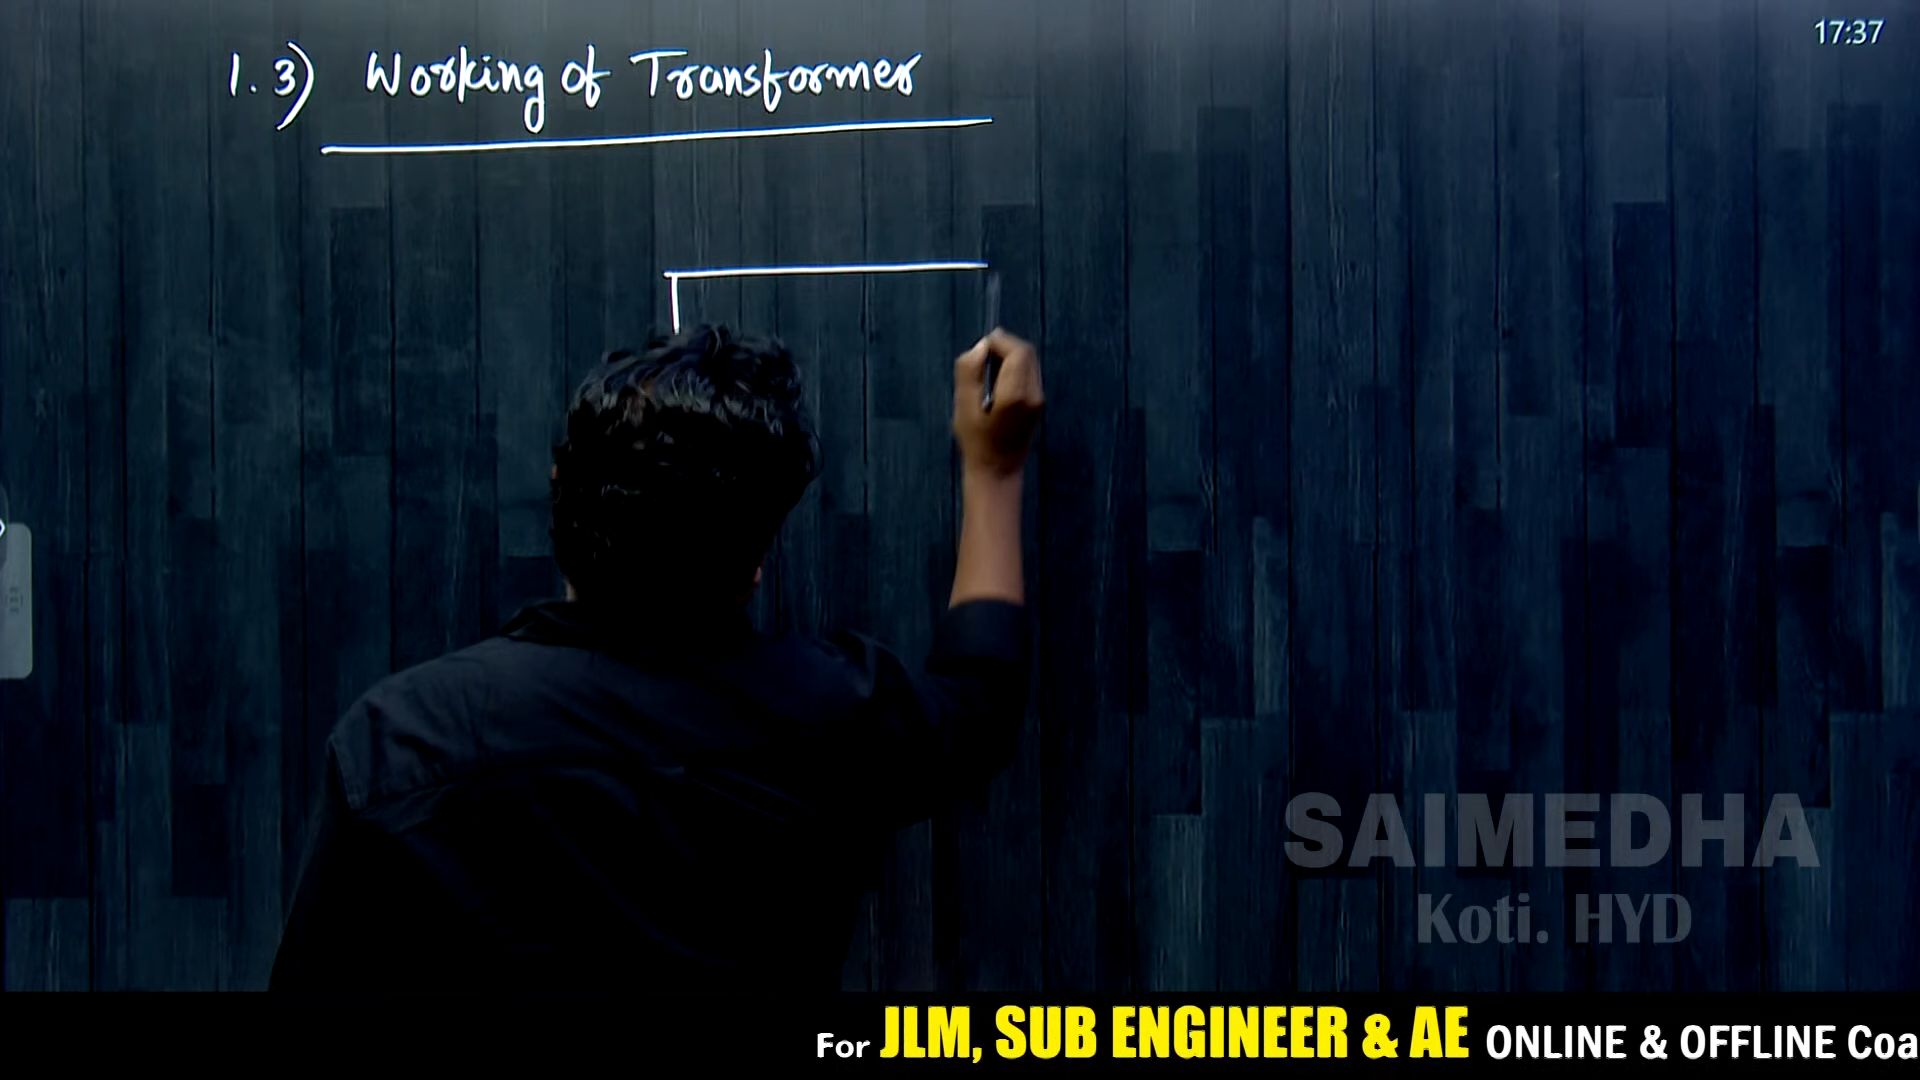 17:37
1.3) Working of Transformer
SAIMEDHA
Koti. HYD
For JLM, SUB ENGINEER & AE ONLINE & OFFLINE Coa